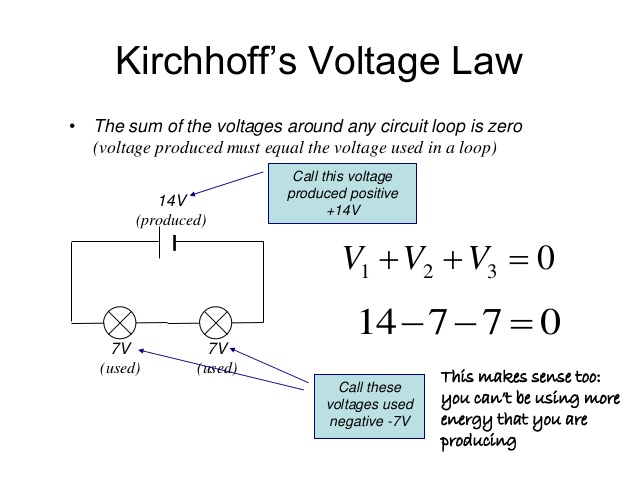 Kirchhoff's Voltage Law
• The sum of the voltages around any circuit loop is zero
(voltage produced must equal the voltage used in a loop)
Call this voltage
produced positive
+14V
14V
(produced)
V₁ + V₂ + V₃ = 0
14 − 7 − 7 = 0
7V
(used)
7V
(used)
Call these
voltages used
negative -7V
This makes sense too:
you can't be using more
energy that you are
producing